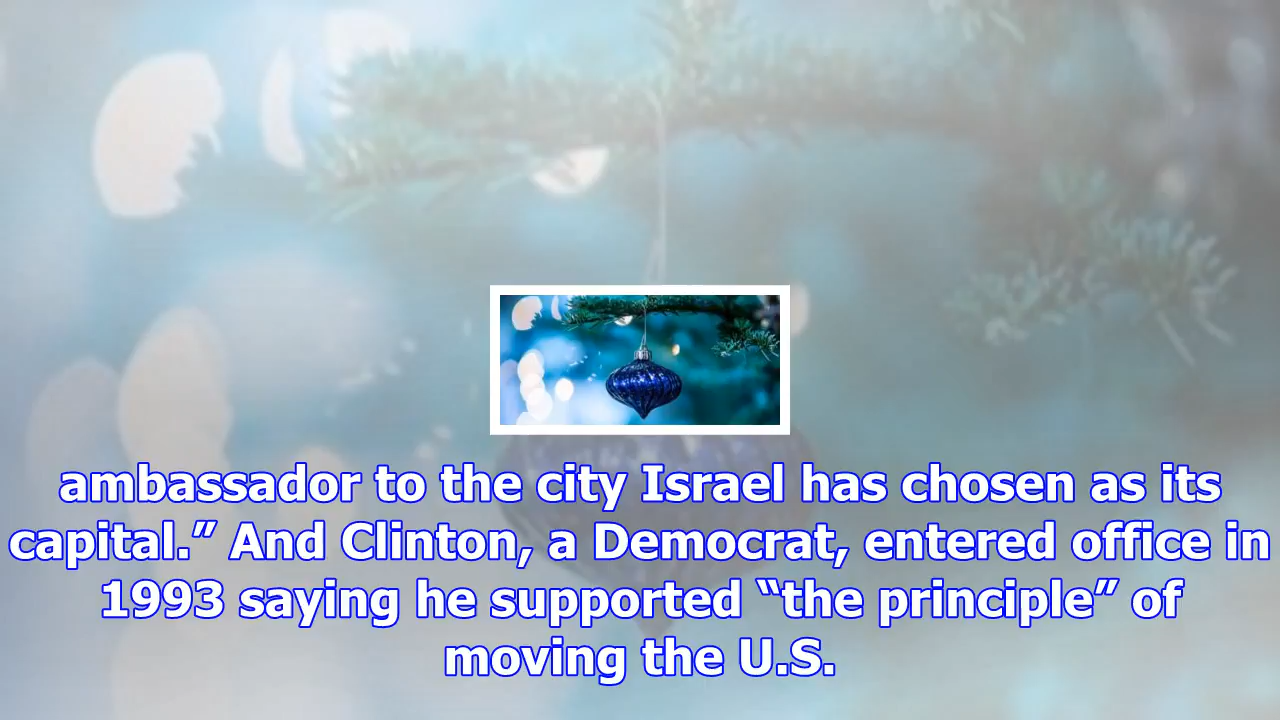 ambassador to the city Israel has chosen as its
capital.” And Clinton, a Democrat, entered office in
1993 saying he supported “the principle” of
moving the U.S.